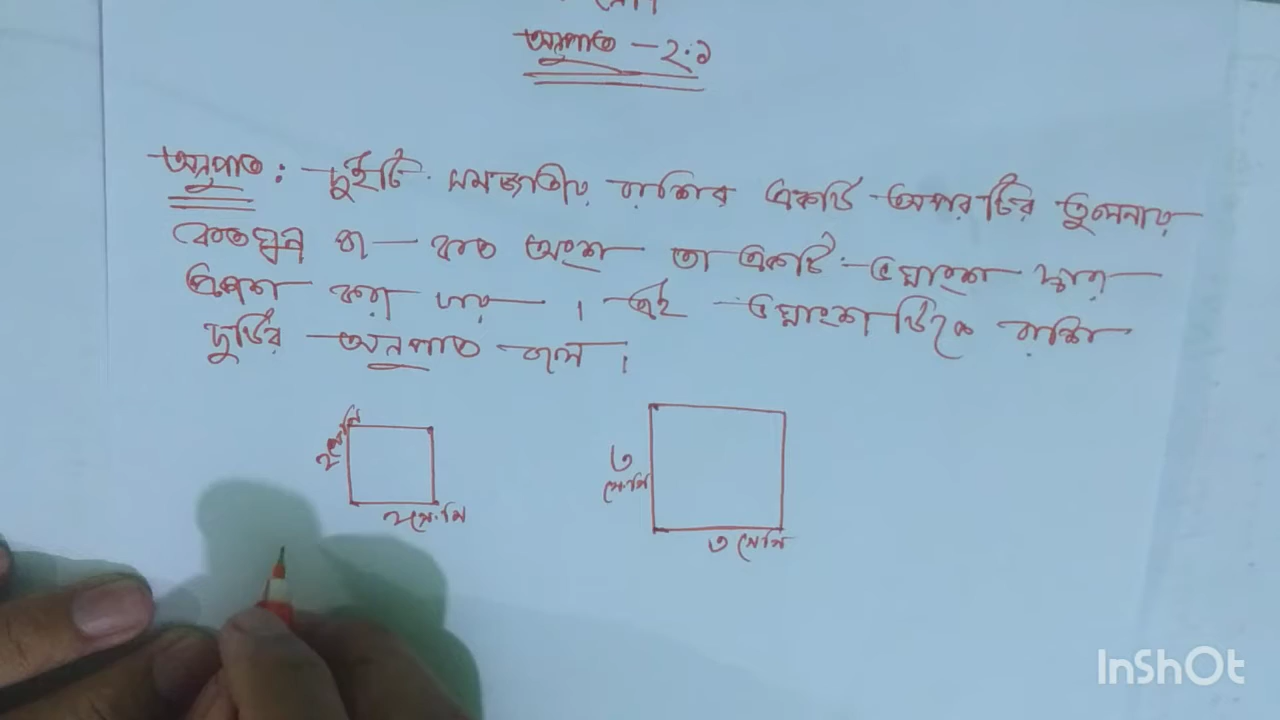 অনুপাত – ২.১
অনুপাত : দুইটি সমজাতীয় রাশির একটি অপরটির তুলনায়
কতগুন বা কত অংশ তা একটি ভগ্নাংশ দ্বারা
প্রকাশ করা যায় । এই ভগ্নাংশটিকে রাশি
দুটির অনুপাত বলে ।
২ সে.মি
৩
সে.মি
২ সে.মি
৩ সেমি
InShOt